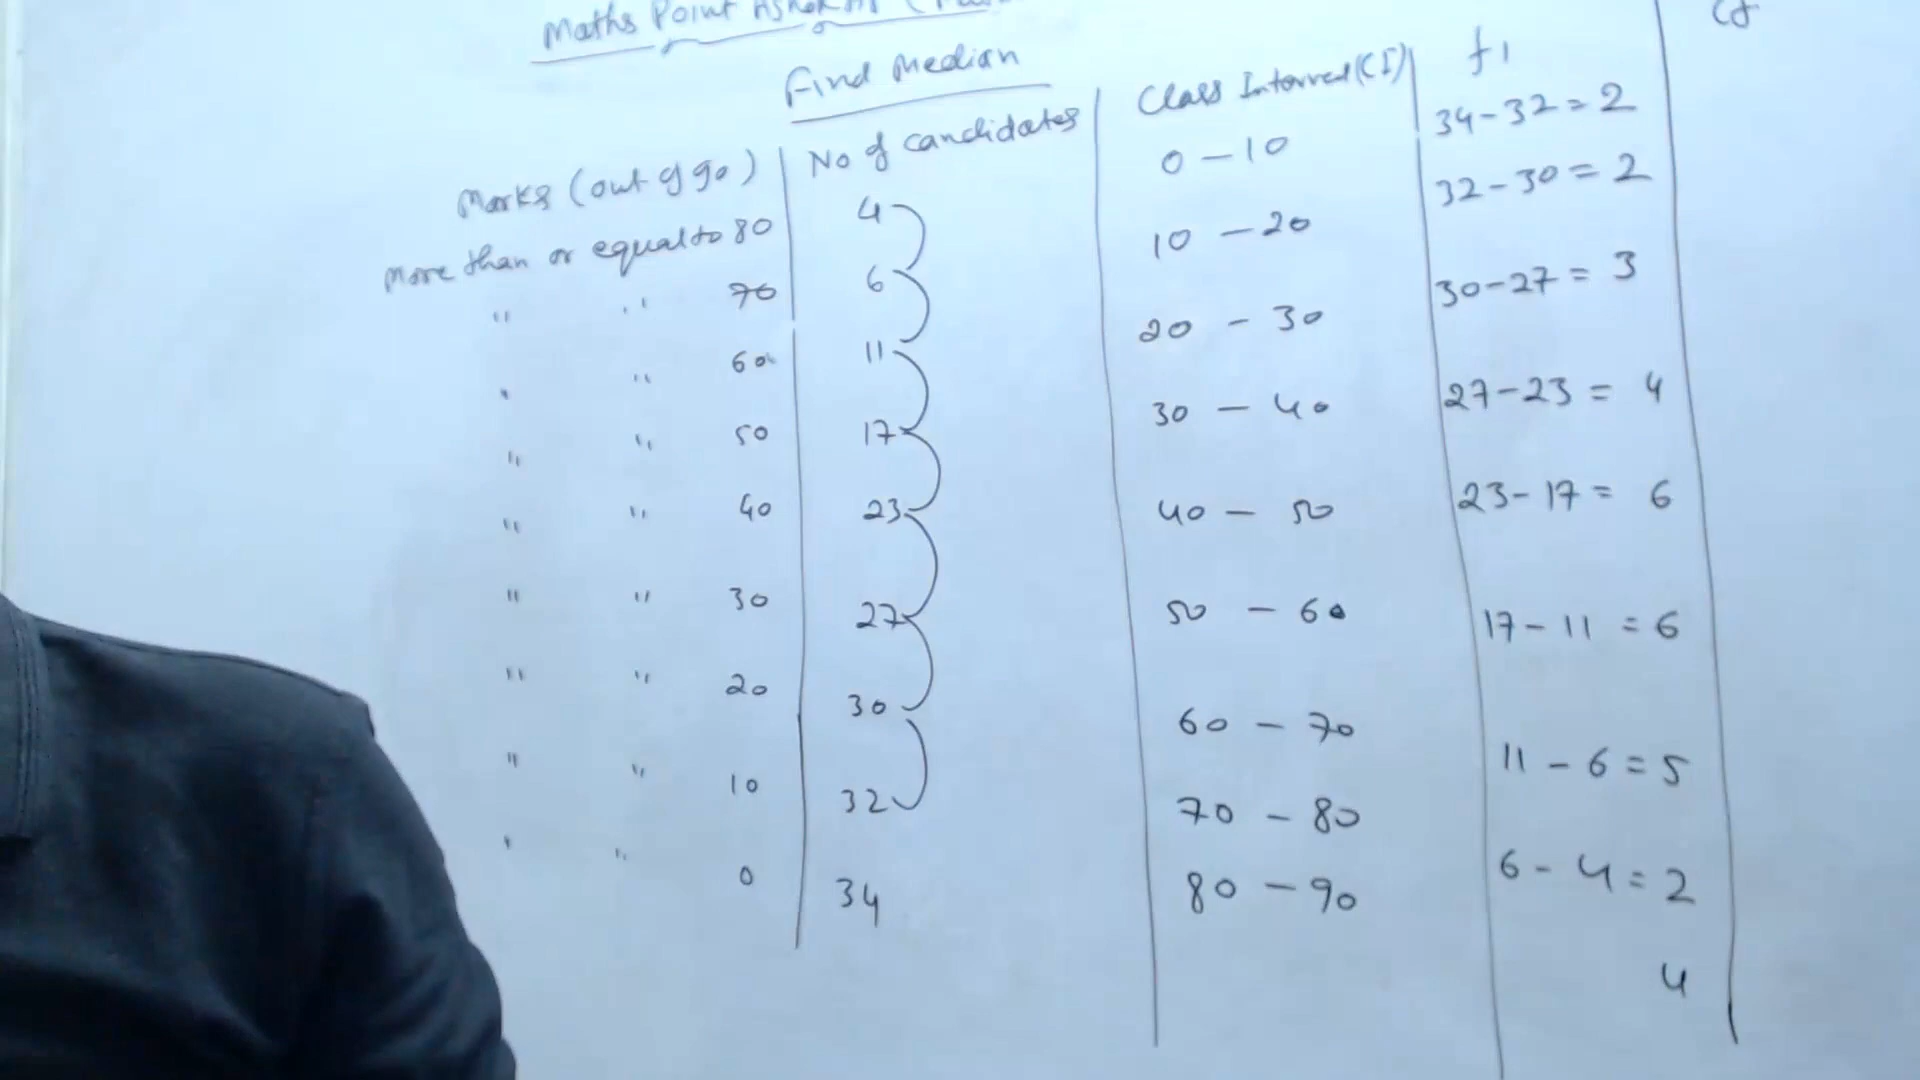 Maths Point
Find Median
Marks (out of 90) No of candidates Class Interval (CI) f1 cf
More than or equal to 80 4 0 - 10 34 - 32 = 2
" " 70 6 10 - 20 32 - 30 = 2
" " 60 11 20 - 30 30 - 27 = 3
" " 50 17 30 - 40 27 - 23 = 4
" " 40 23 40 - 50 23 - 17 = 6
" " 30 27 50 - 60 17 - 11 = 6
" " 20 30 60 - 70 11 - 6 = 5
" " 10 32 70 - 80 6 - 4 = 2
" " 0 34 80 - 90 4